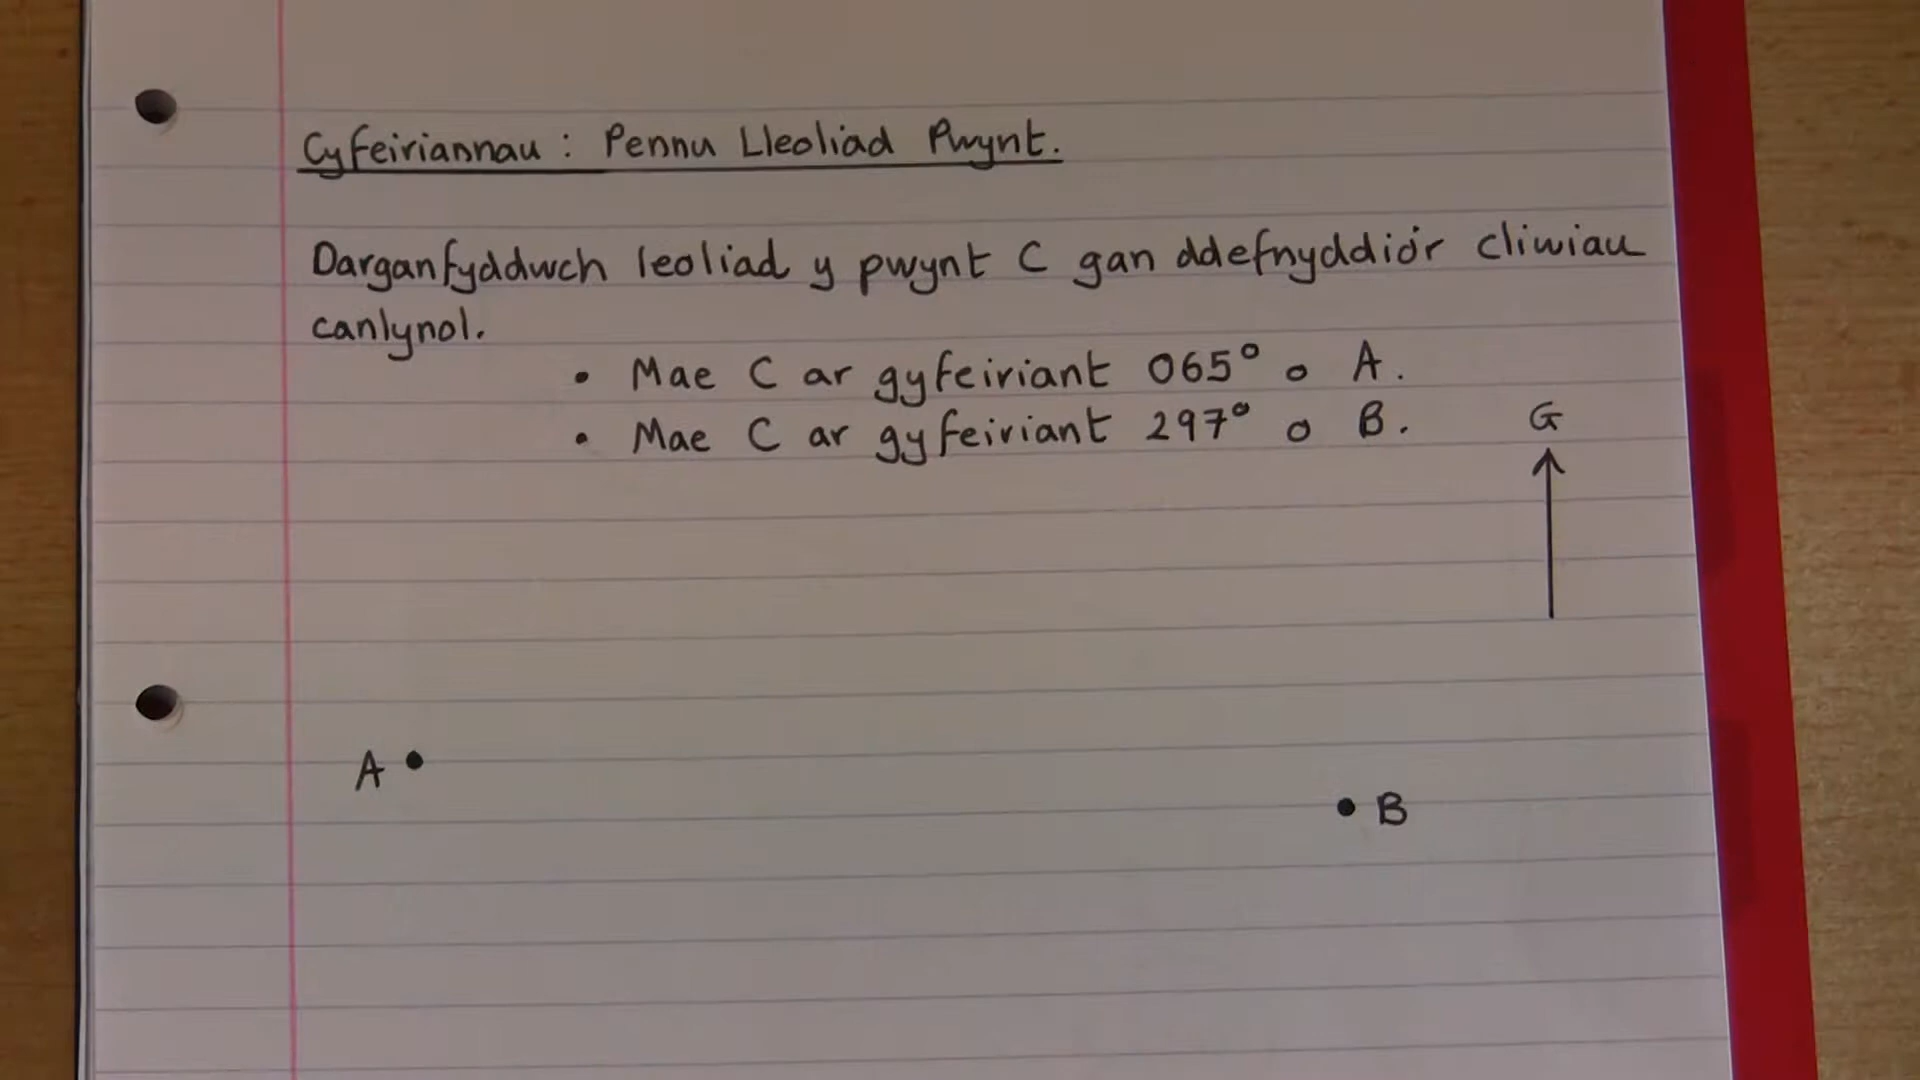 Cyfeiriannau : Pennu Lleoliad Pwynt.
Darganfyddwch leoliad y pwynt C gan ddefnyddio'r cliwiau
canlynol.
• Mae C ar gyfeiriant 065° o A.
• Mae C ar gyfeiriant 297° o B.
G
A •
• B